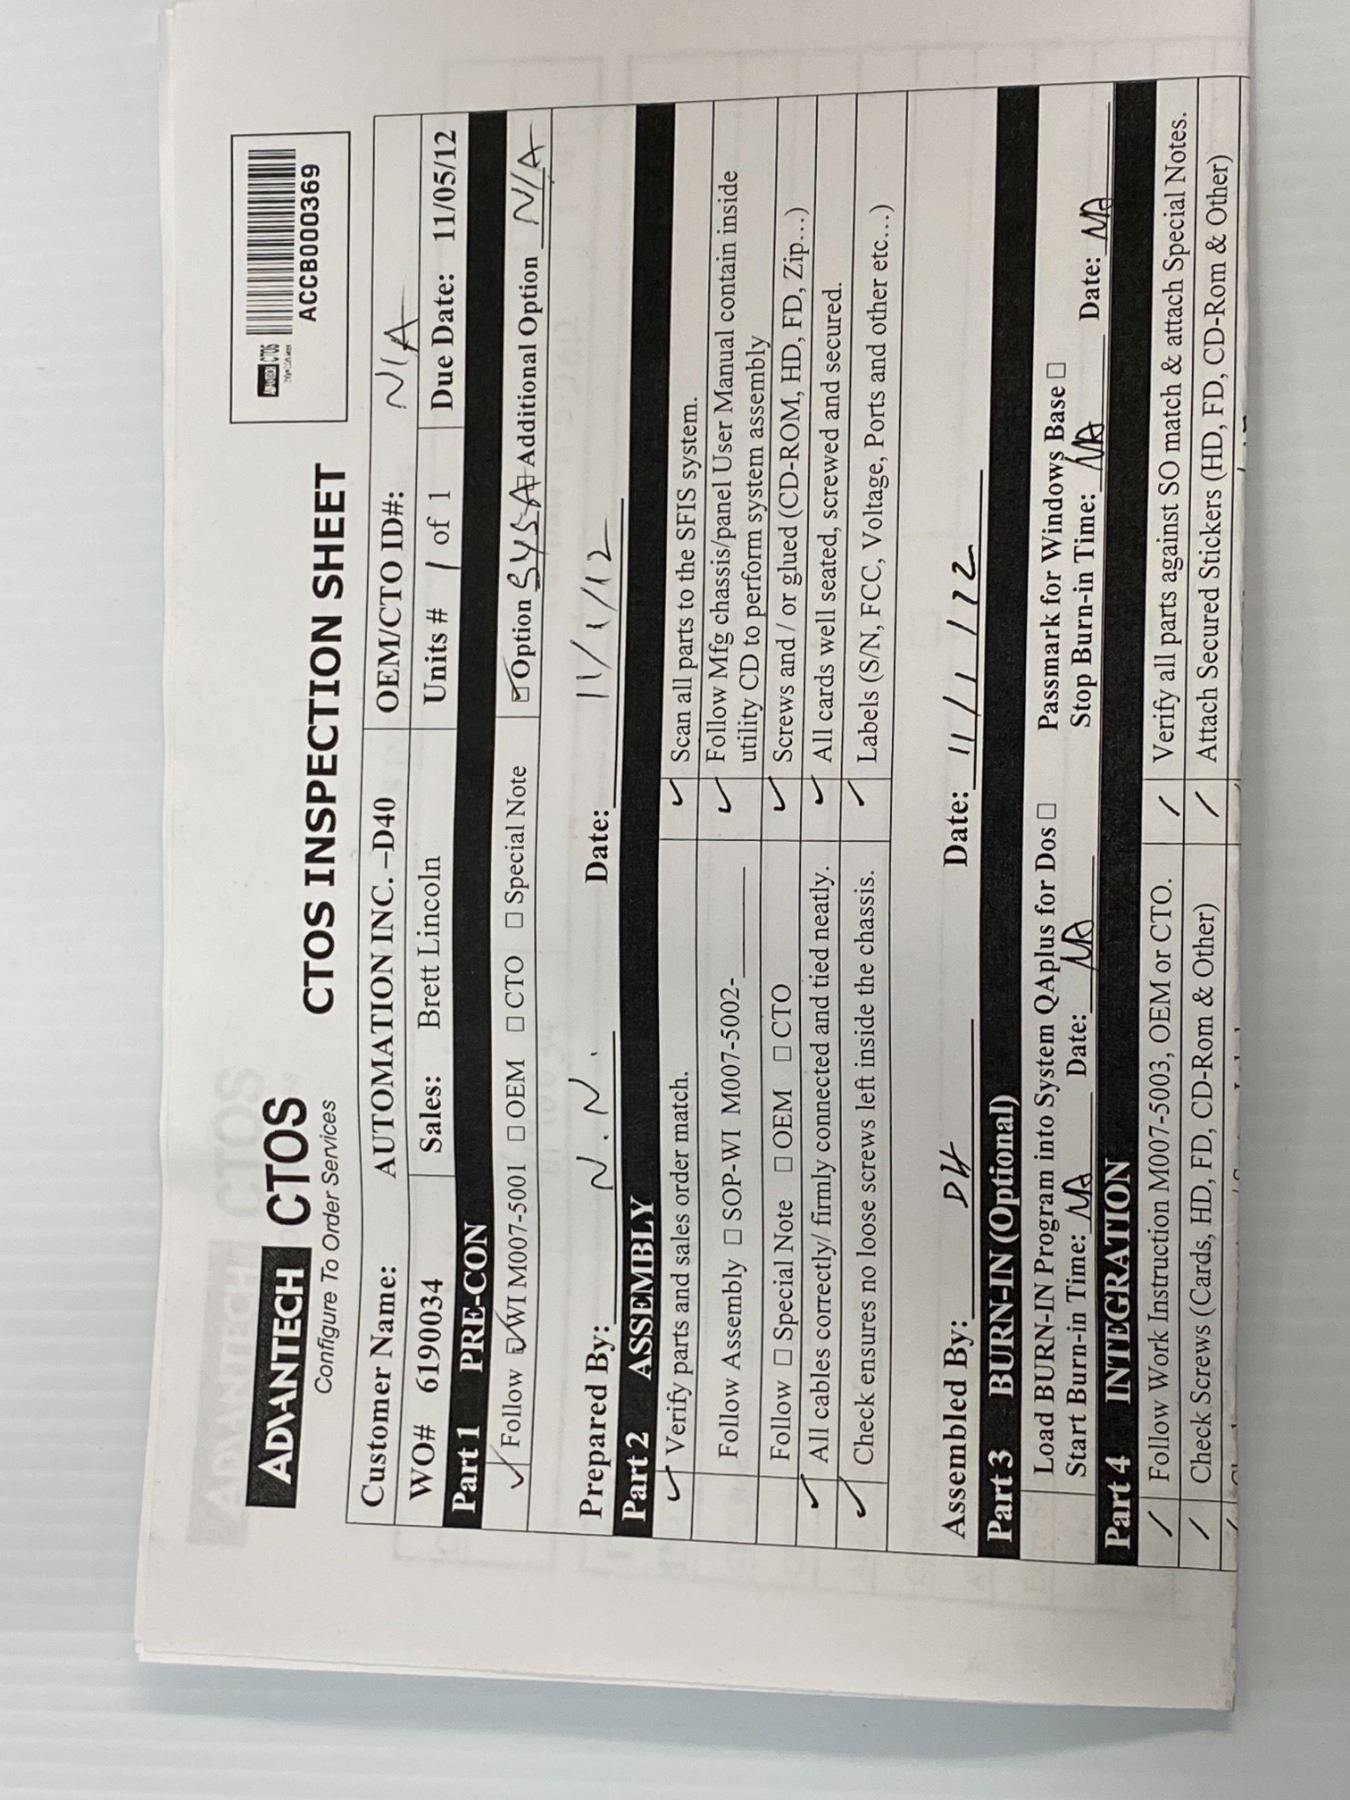 ADVANTECH CTOS
Configure To Order Services
CTOS INSPECTION SHEET
ADVANTECH CTOS
ACCB000369
Customer Name: AUTOMATION INC. –D40 OEM/CTO ID#: N/A
WO# 6190034 Sales: Brett Lincoln Units # 1 of 1 Due Date: 11/05/12
Part 1 PRE-CON
✓ Follow ☑ WI M007-5001 ☐ OEM ☐ CTO ☐ Special Note ☑ Option SYSA Additional Option N/A
Prepared By: N.N. Date: 11/1/12
Part 2 ASSEMBLY
✓ Verify parts and sales order match. ✓ Scan all parts to the SFIS system.
Follow Assembly ☐ SOP-WI M007-5002-____ ✓ Follow Mfg chassis/panel User Manual contain inside
utility CD to perform system assembly
Follow ☐ Special Note ☐ OEM ☐ CTO ✓ Screws and / or glued (CD-ROM, HD, FD, Zip…)
✓ All cables correctly/ firmly connected and tied neatly. ✓ All cards well seated, screwed and secured.
✓ Check ensures no loose screws left inside the chassis. ✓ Labels (S/N, FCC, Voltage, Ports and other etc…)
Assembled By: DH Date: 11/1/12
Part 3 BURN-IN (Optional)
Load BURN-IN Program into System QAplus for Dos ☐ Passmark for Windows Base ☐
Start Burn-in Time: NA Date: NA Stop Burn-in Time: NA Date: NA
Part 4 INTEGRATION
/ Follow Work Instruction M007-5003, OEM or CTO. / Verify all parts against SO match & attach Special Notes.
/ Check Screws (Cards, HD, FD, CD-Rom & Other) / Attach Secured Stickers (HD, FD, CD-Rom & Other)